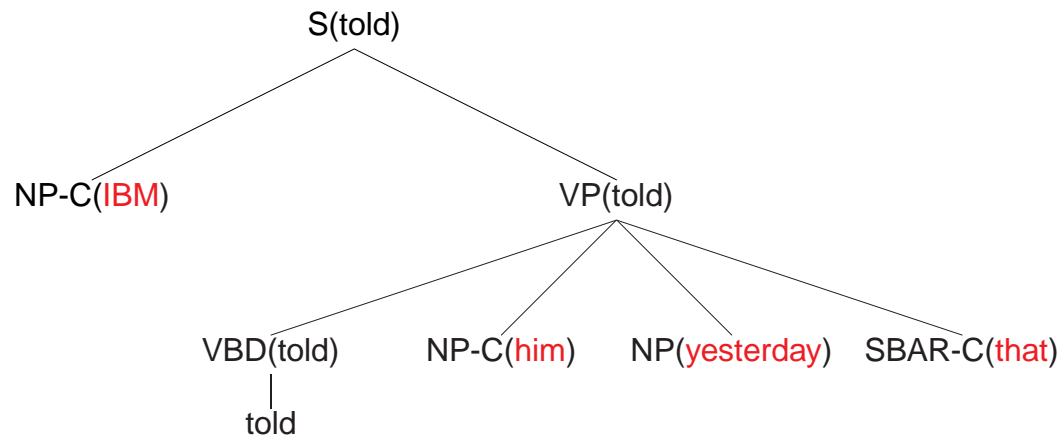 S(told)
NP-C(IBM) VP(told)
VBD(told) NP-C(him) NP(yesterday) SBAR-C(that)
told